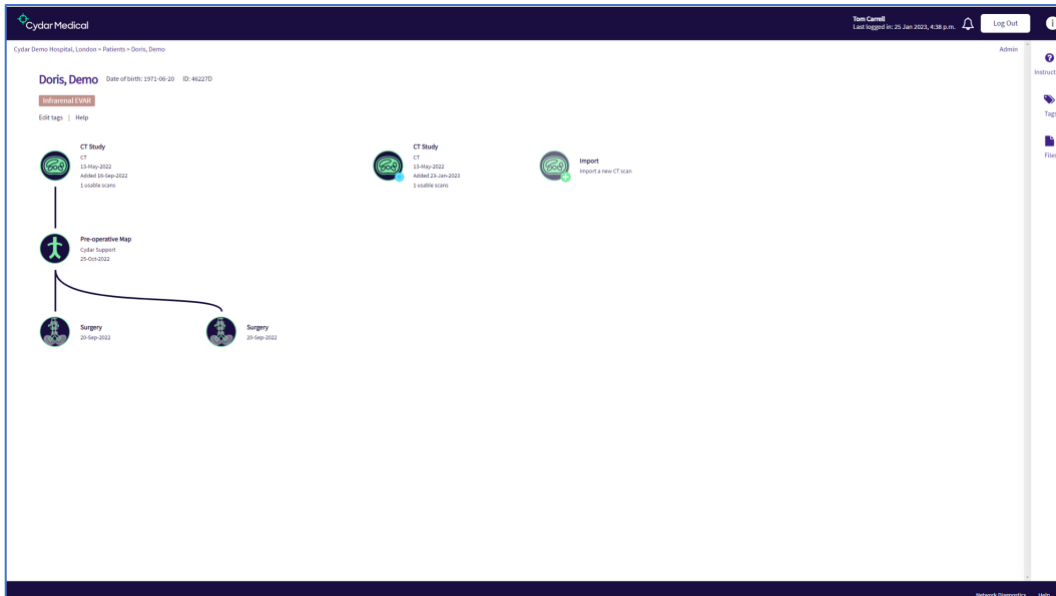 Cydar Medical
Tom Carrell
Last logged in: 25 Jan 2023, 4:38 p.m.
Log Out
i
Cydar Demo Hospital, London > Patients > Doris, Demo
Admin
Instruct
Tags
Files
Doris, Demo Date of birth: 1971-06-20 ID: 46227D
Infrarenal EVAR
Edit tags | Help
CT Study
CT
13-May-2022
Added 16-Sep-2022
1 usable scans
CT Study
CT
13-May-2022
Added 23-Jan-2023
1 usable scans
Import
Import a new CT scan
Pre-operative Map
Cydar Support
25-Oct-2022
Surgery
20-Sep-2022
Surgery
20-Sep-2022
Network Diagnostics Help